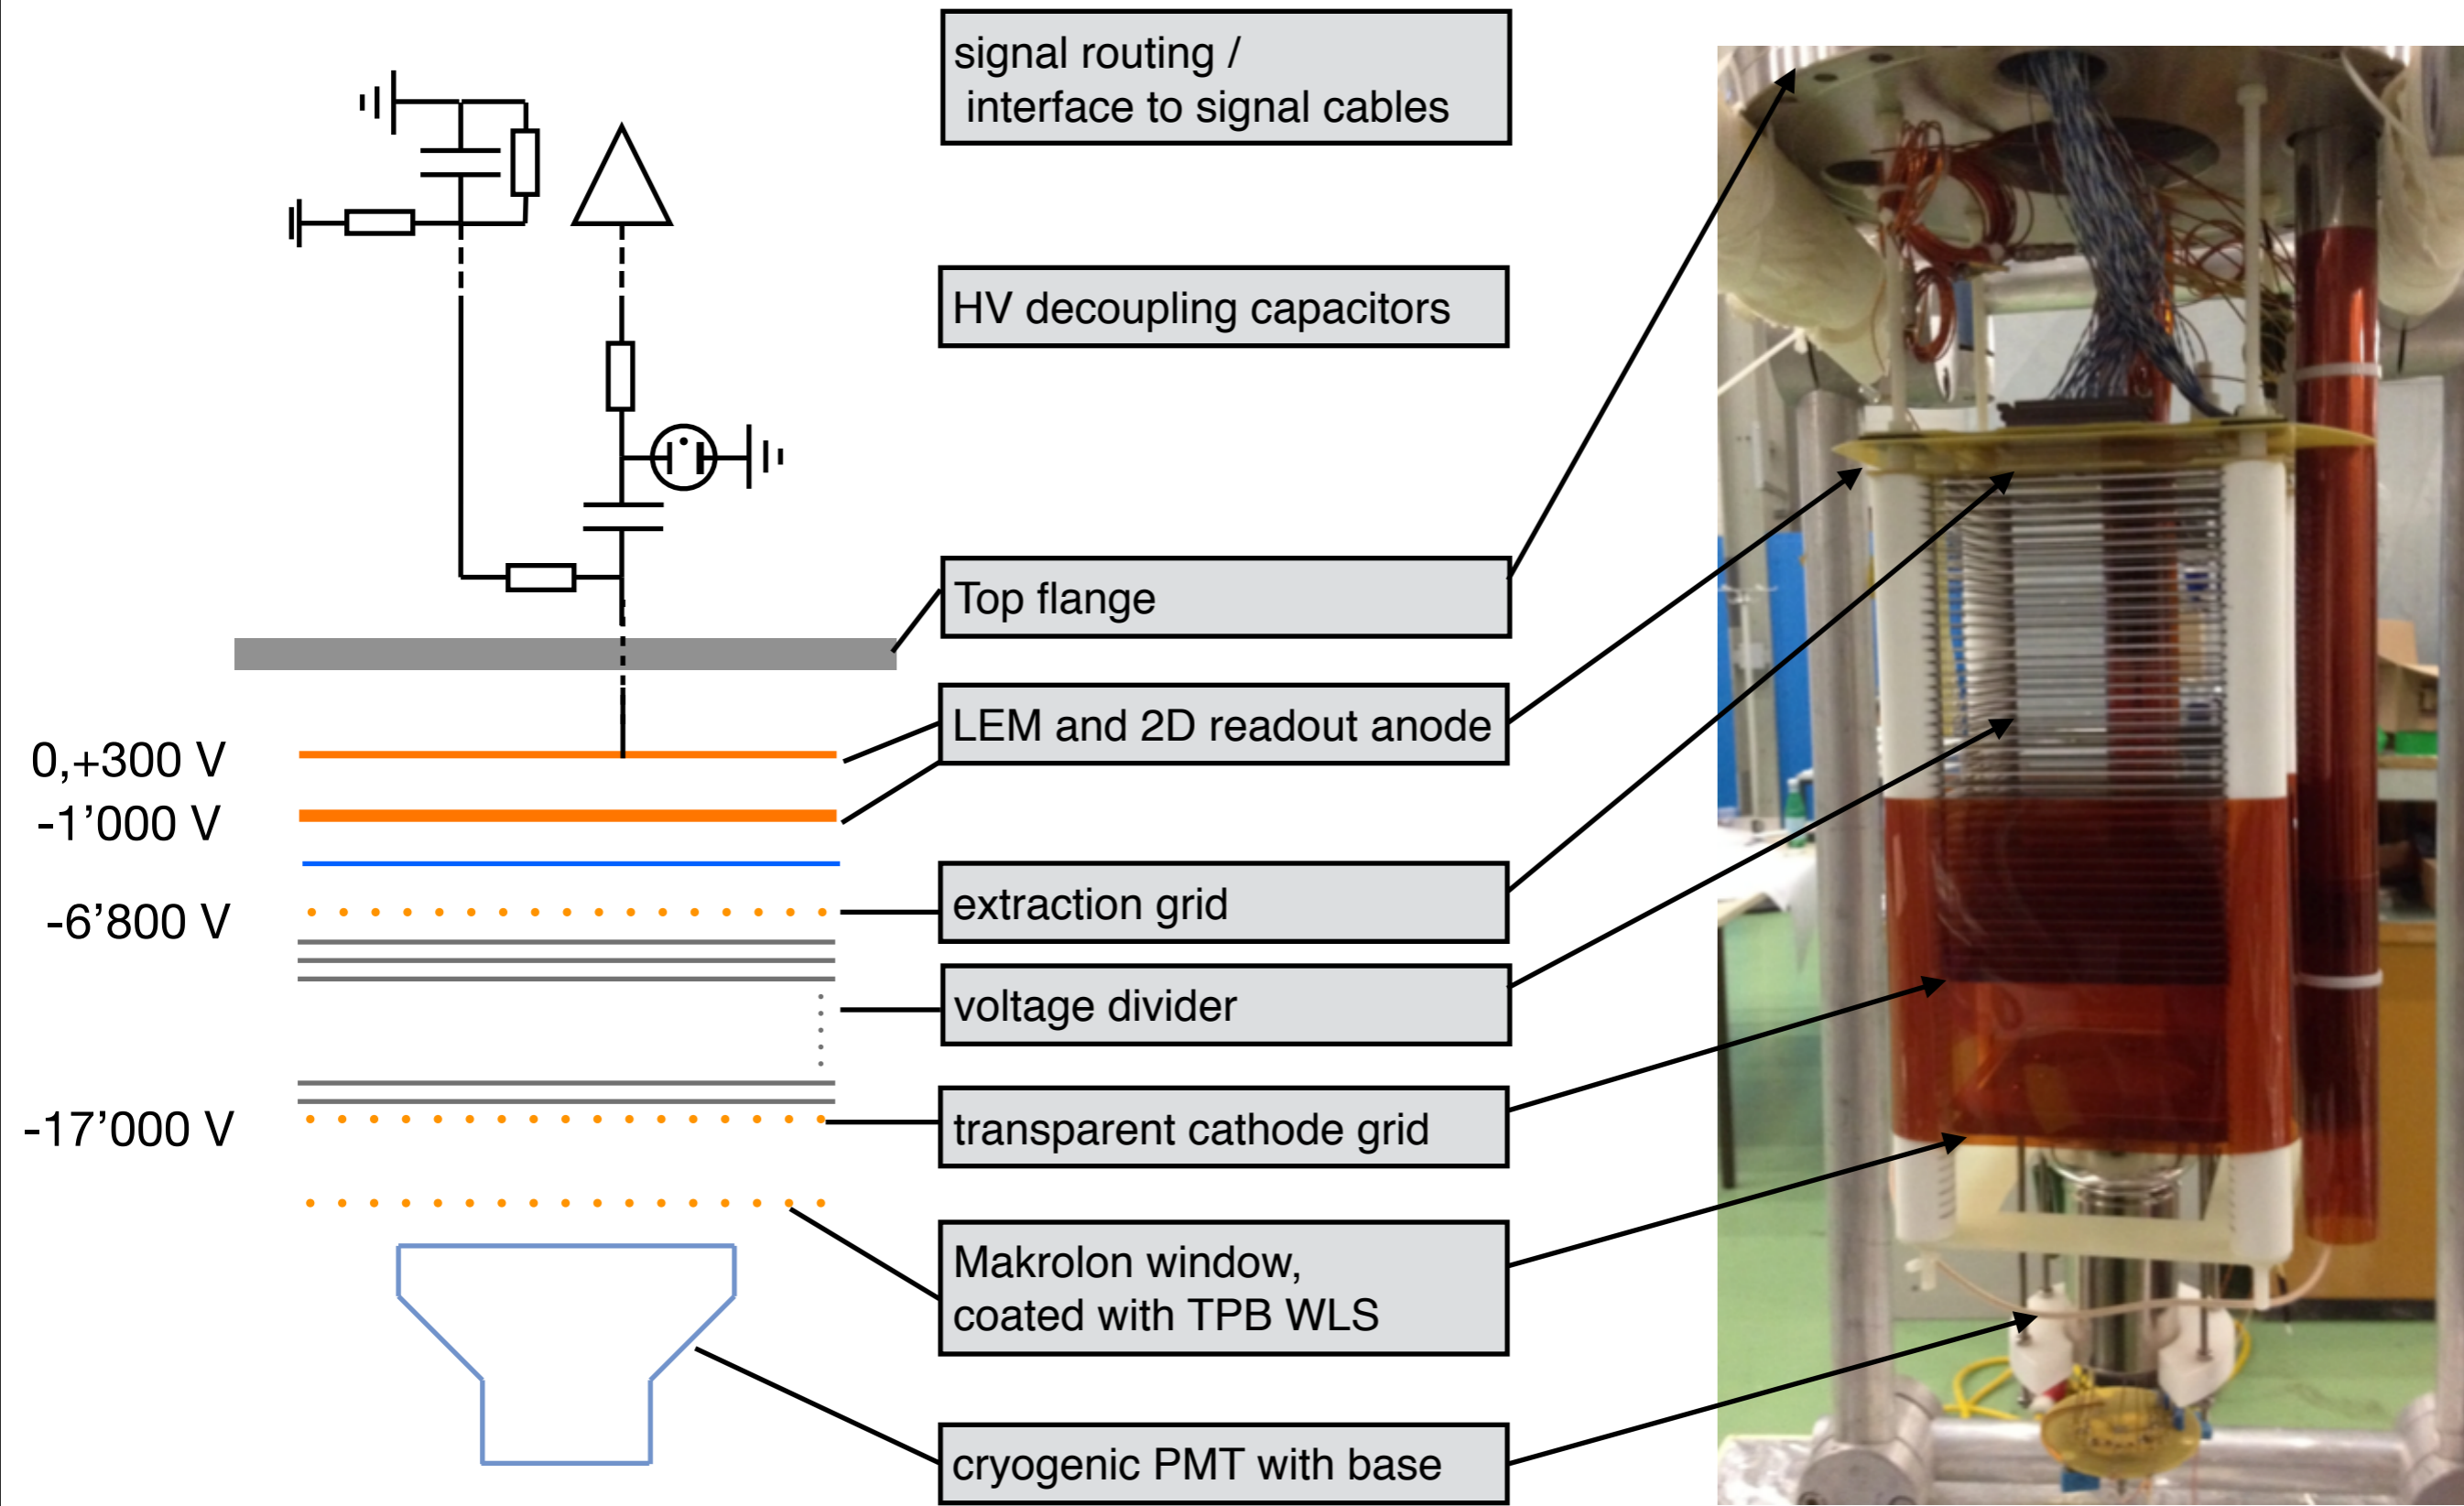 signal routing /
interface to signal cables
HV decoupling capacitors
Top flange
LEM and 2D readout anode
0,+300 V
-1’000 V
extraction grid
-6’800 V
voltage divider
transparent cathode grid
-17’000 V
Makrolon window,
coated with TPB WLS
cryogenic PMT with base